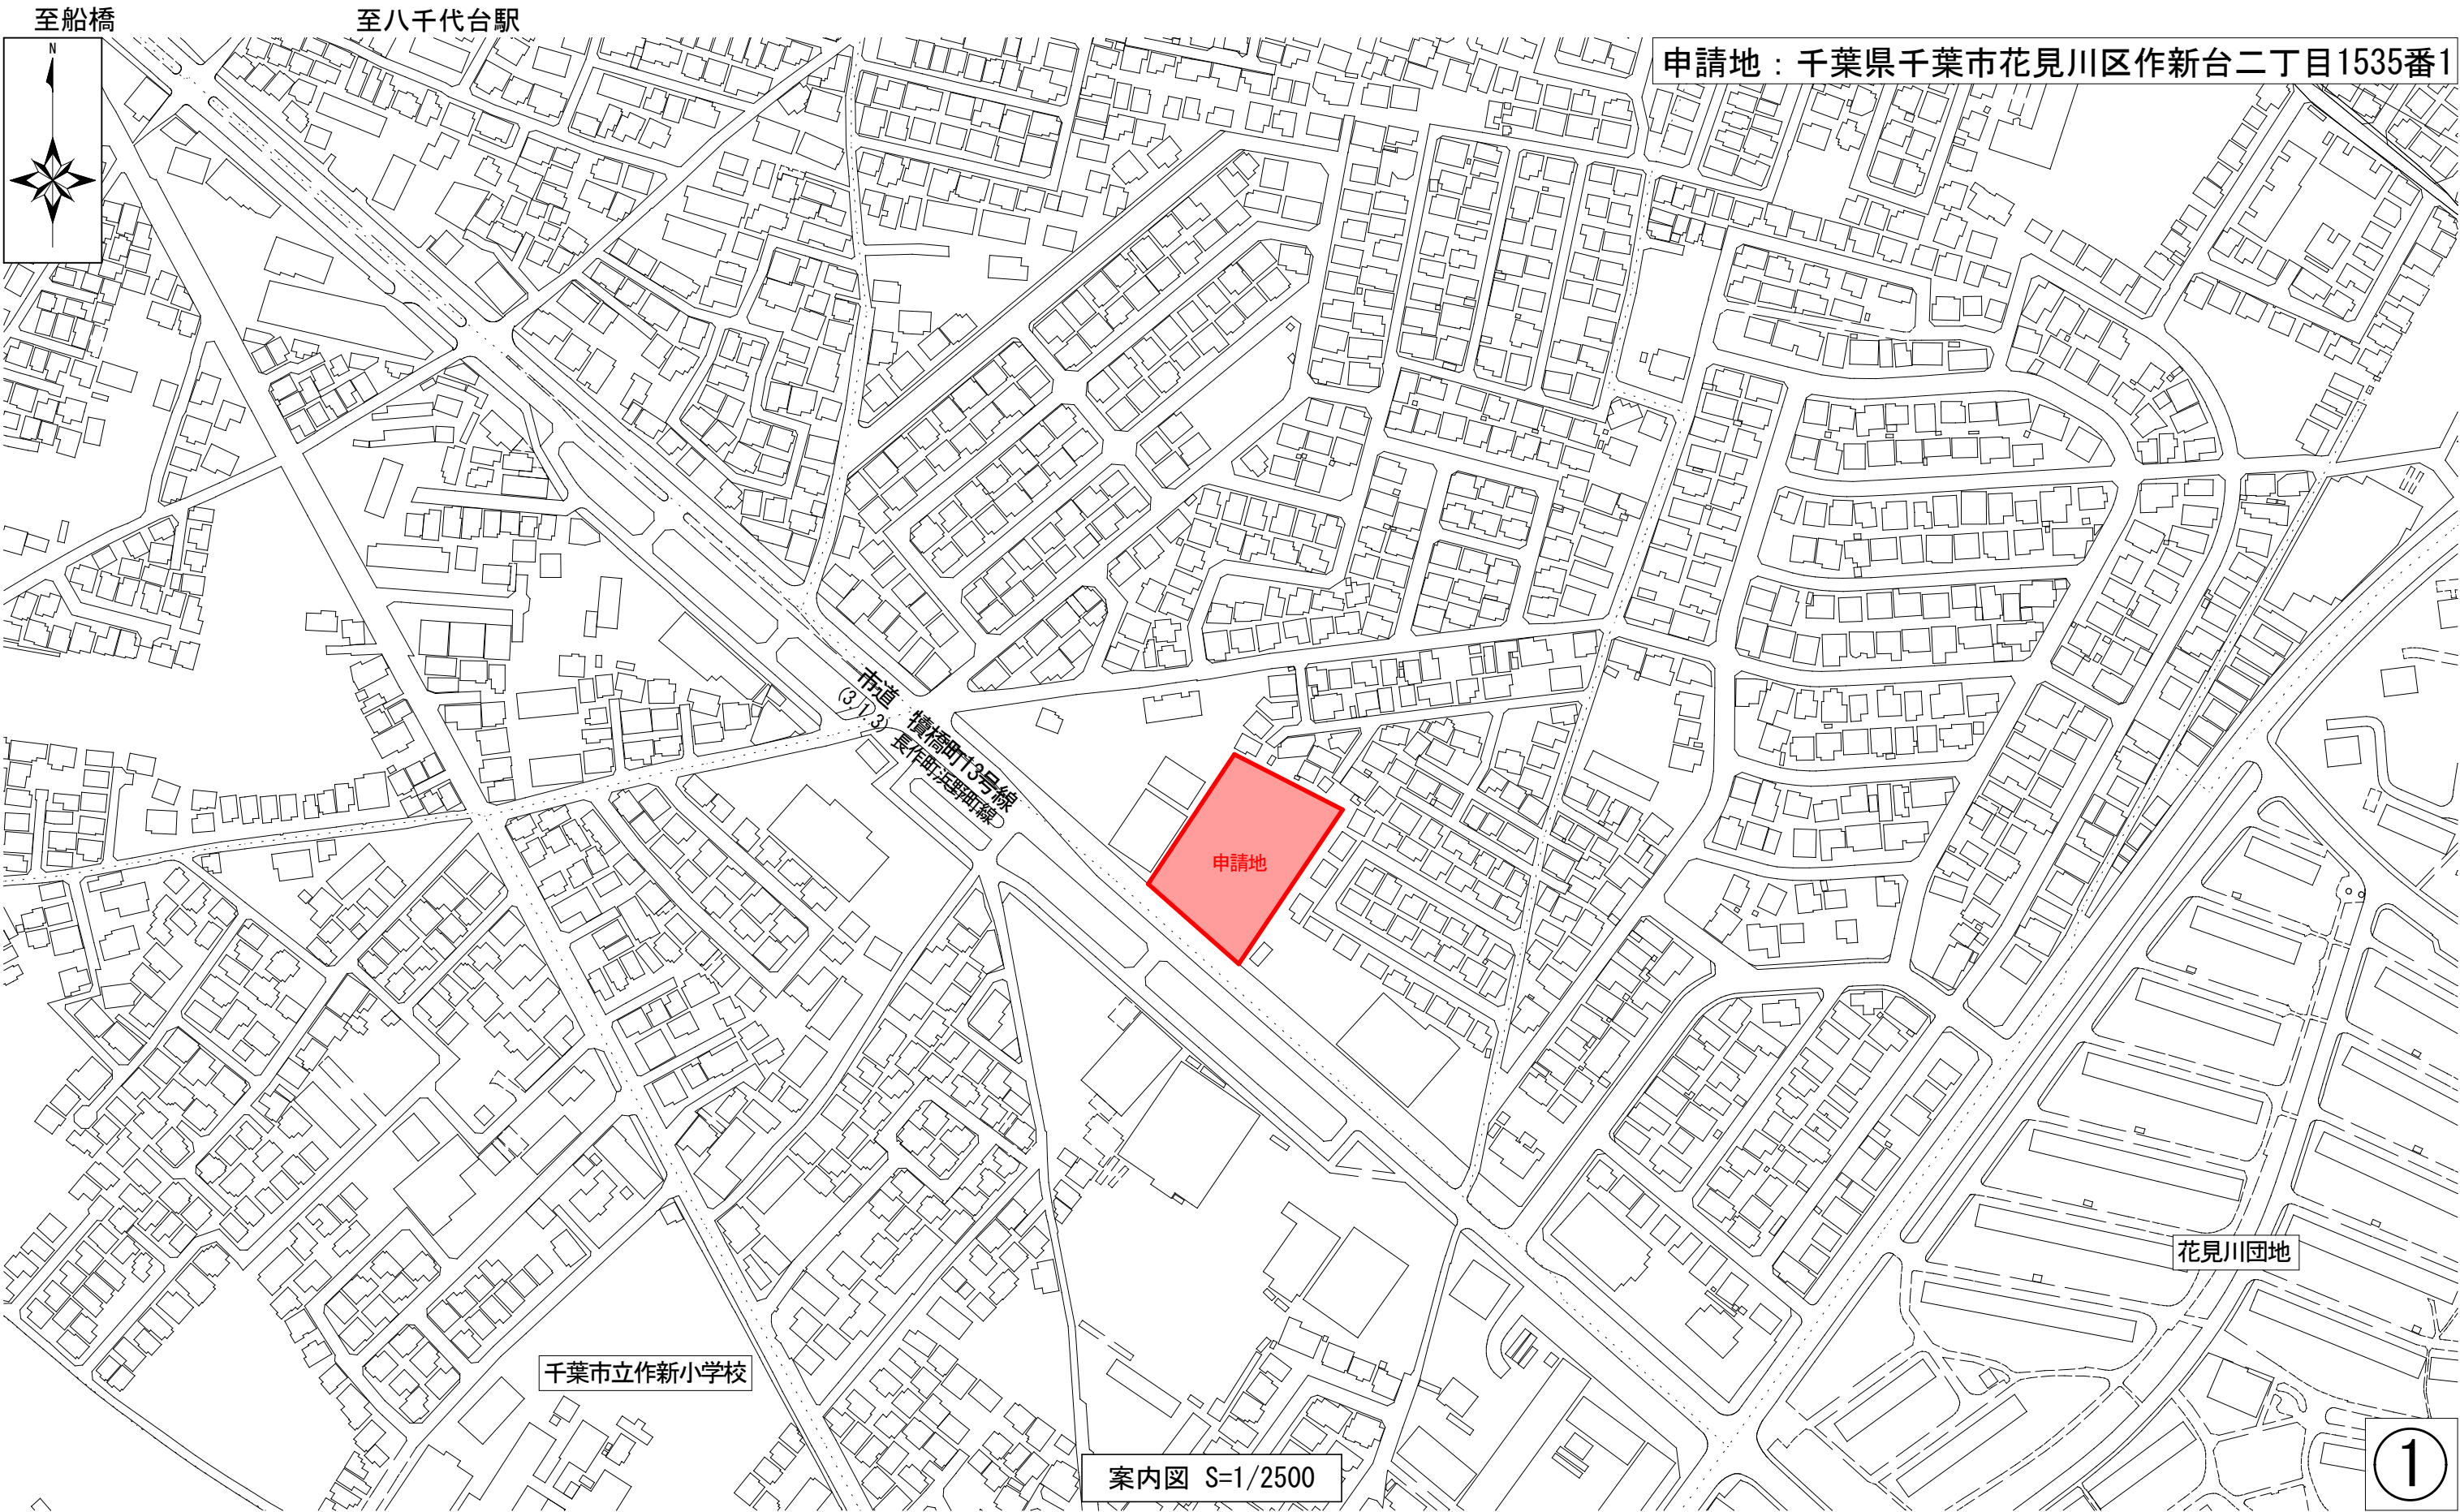 至船橋
至八千代台駅
N
申請地：千葉県千葉市花見川区作新台二丁目1535番1
市道　犢橋町13号線
(3.1.3) 長作町浜野町線
申請地
花見川団地
千葉市立作新小学校
案内図 S=1/2500
①